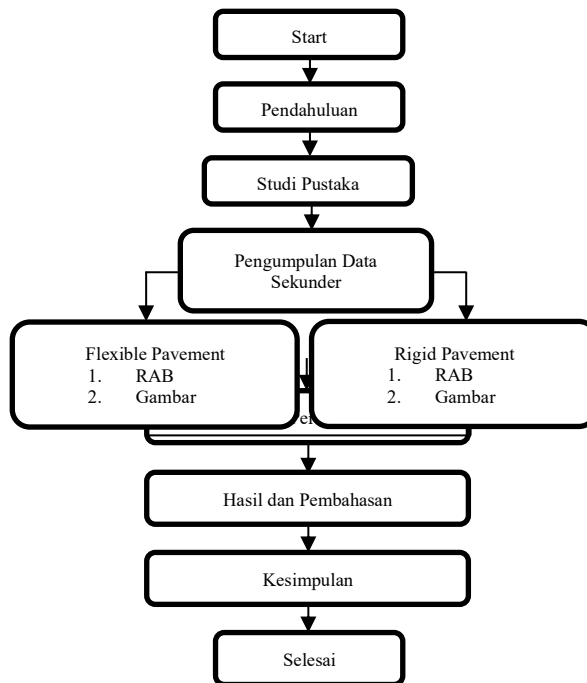 Start
Pendahuluan
Studi Pustaka
Pengumpulan Data
Sekunder
Flexible Pavement
1. RAB
2. Gambar
Rigid Pavement
1. RAB
2. Gambar
Hasil dan Pembahasan
Kesimpulan
Selesai